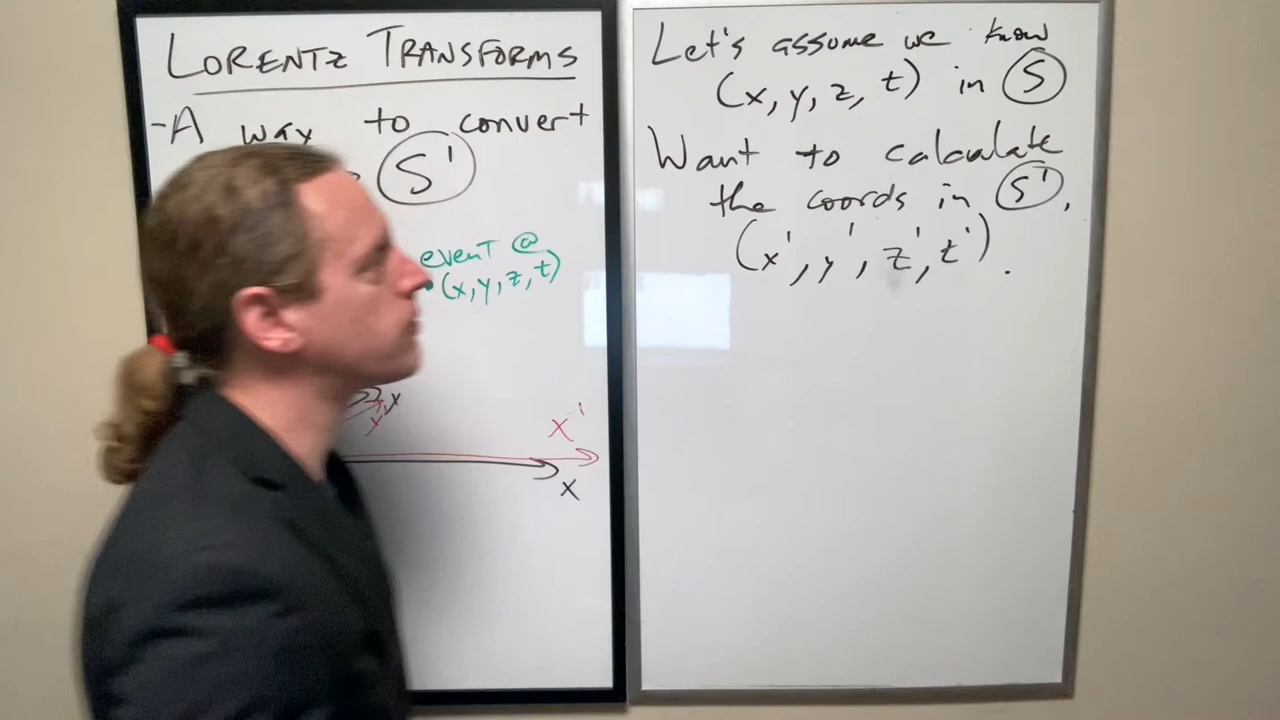 LORENTZ TRANSFORMS
-A way to convert
S'
event @
(x,y,z,t)
x
y'
x'
x
Let's assume we know
(x, y, z, t) in S
Want to calculate
the coords in S',
(x', y', z', t').